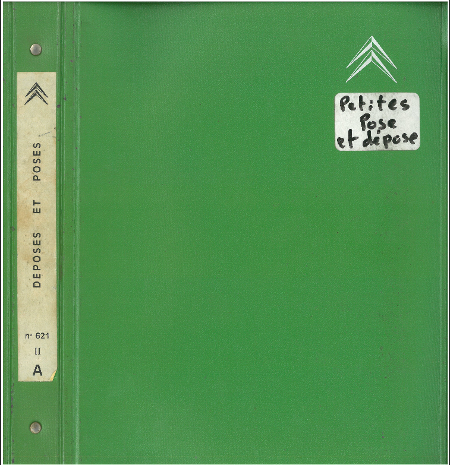 Petites
Pose
et dépose
DEPOSES ET POSES
n° 621
II
A